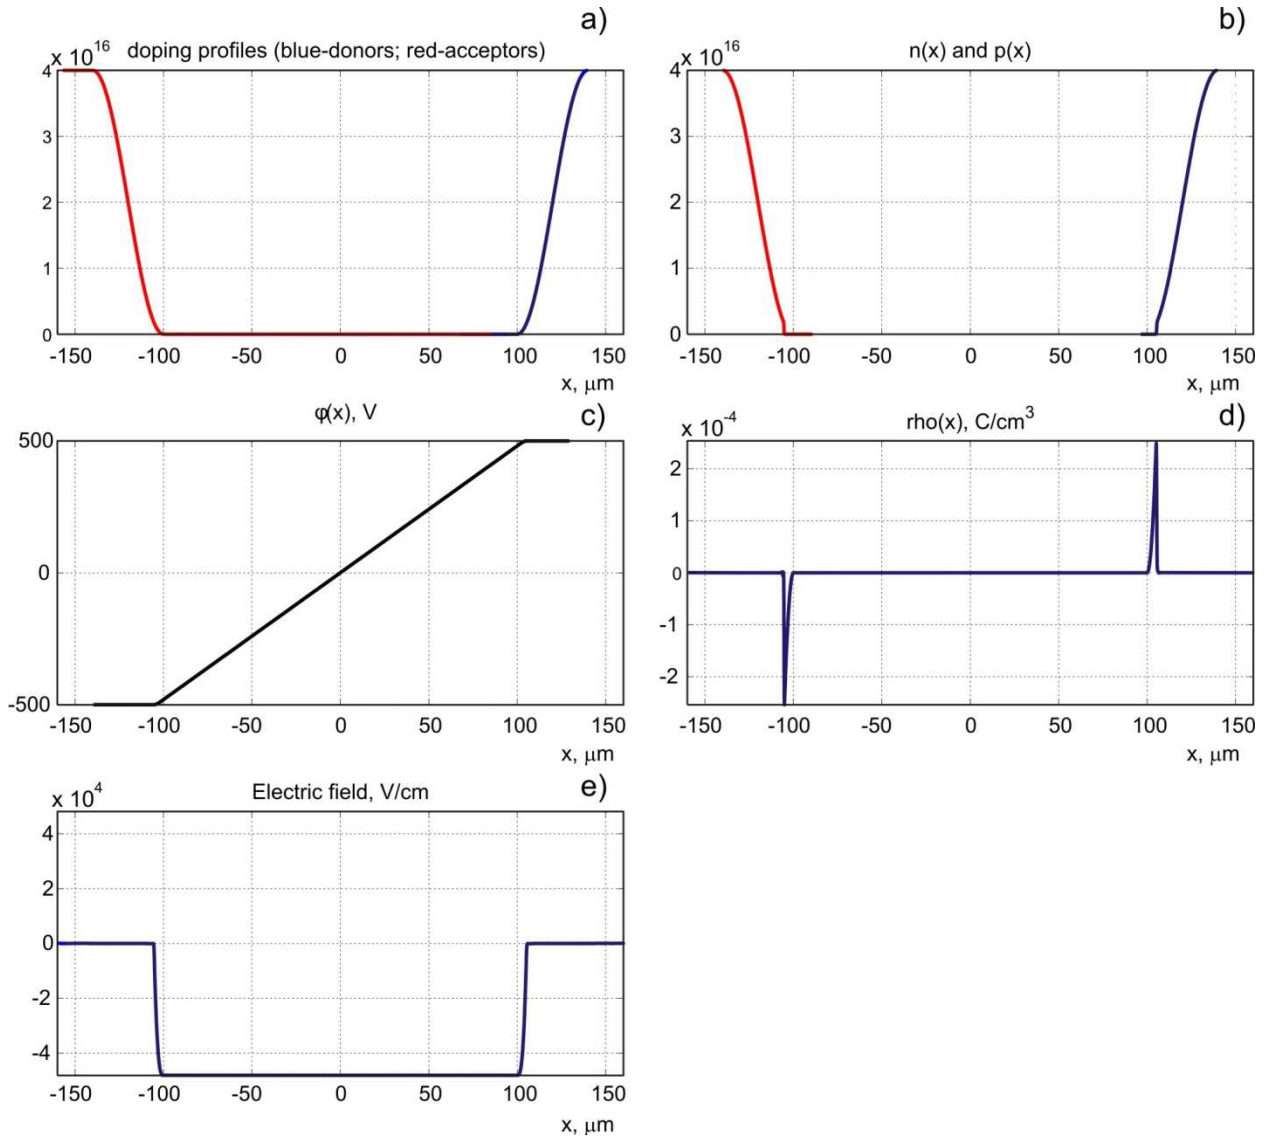 a)
x 10^16 doping profiles (blue-donors; red-acceptors)
4
3
2
1
0
-150 -100 -50 0 50 100 150
x, μm
b)
x 10^16 n(x) and p(x)
4
3
2
1
0
-150 -100 -50 0 50 100 150
x, μm
c)
φ(x), V
500
0
-500
-150 -100 -50 0 50 100 150
x, μm
d)
x 10^-4 rho(x), C/cm^3
2
1
0
-1
-2
-150 -100 -50 0 50 100 150
x, μm
e)
x 10^4 Electric field, V/cm
4
2
0
-2
-4
-150 -100 -50 0 50 100 150
x, μm